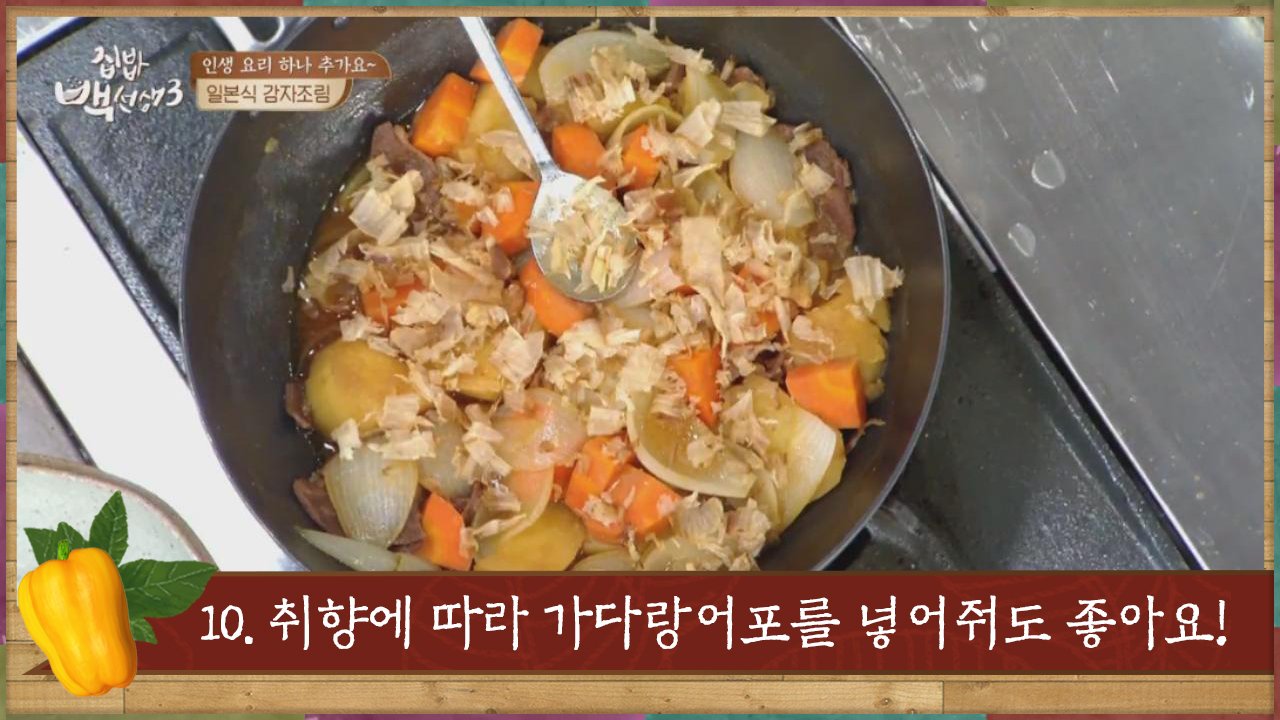 집밥
백선생3
인생 요리 하나 추가요~
일본식 감자조림
10. 취향에 따라 가다랑어포를 넣어줘도 좋아요!